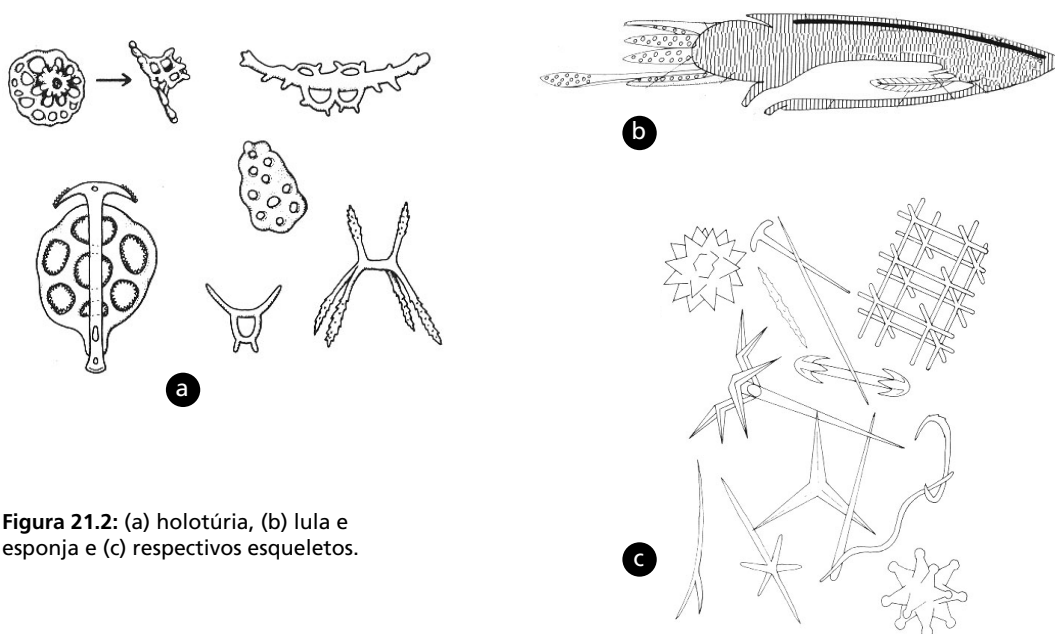 b
a
c
Figura 21.2: (a) holotúria, (b) lula e
esponja e (c) respectivos esqueletos.